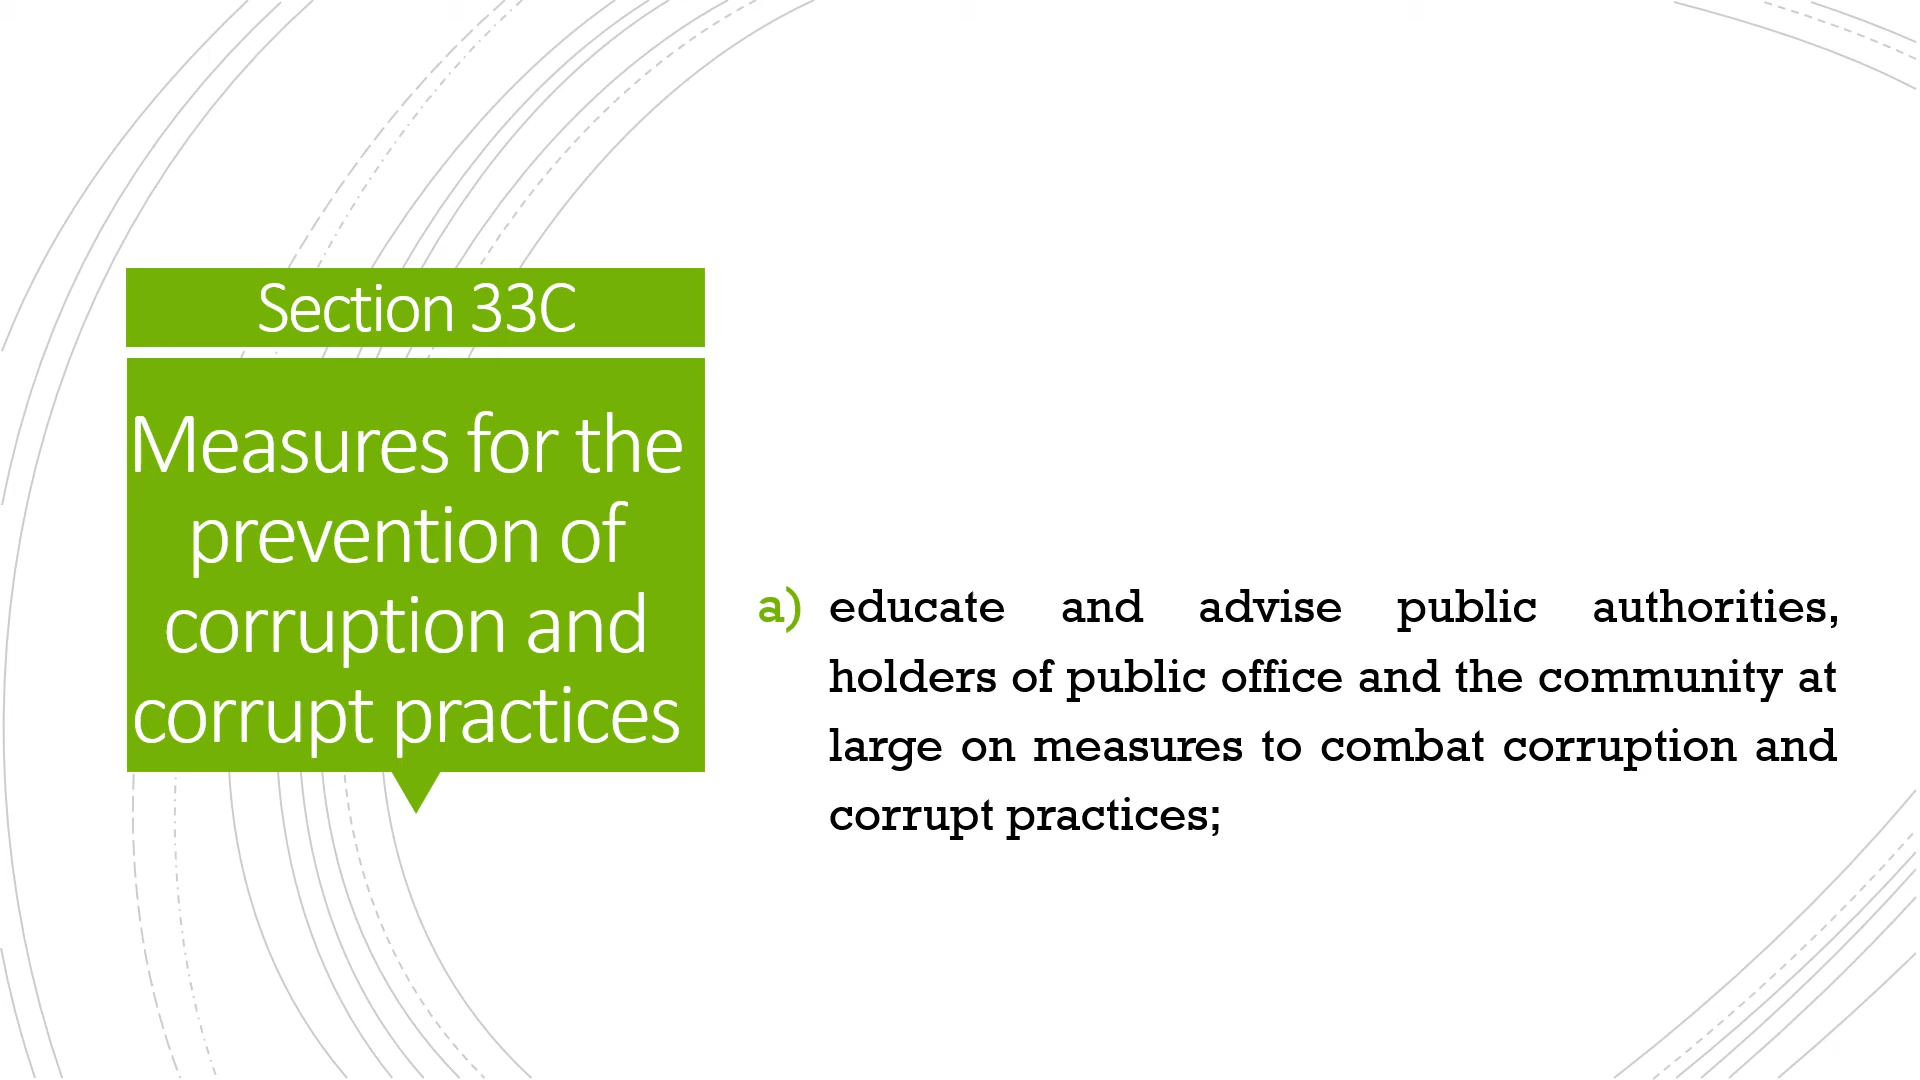 Section 33C
Measures for the
prevention of
corruption and
corrupt practices
a) educate and advise public authorities,
holders of public office and the community at
large on measures to combat corruption and
corrupt practices;